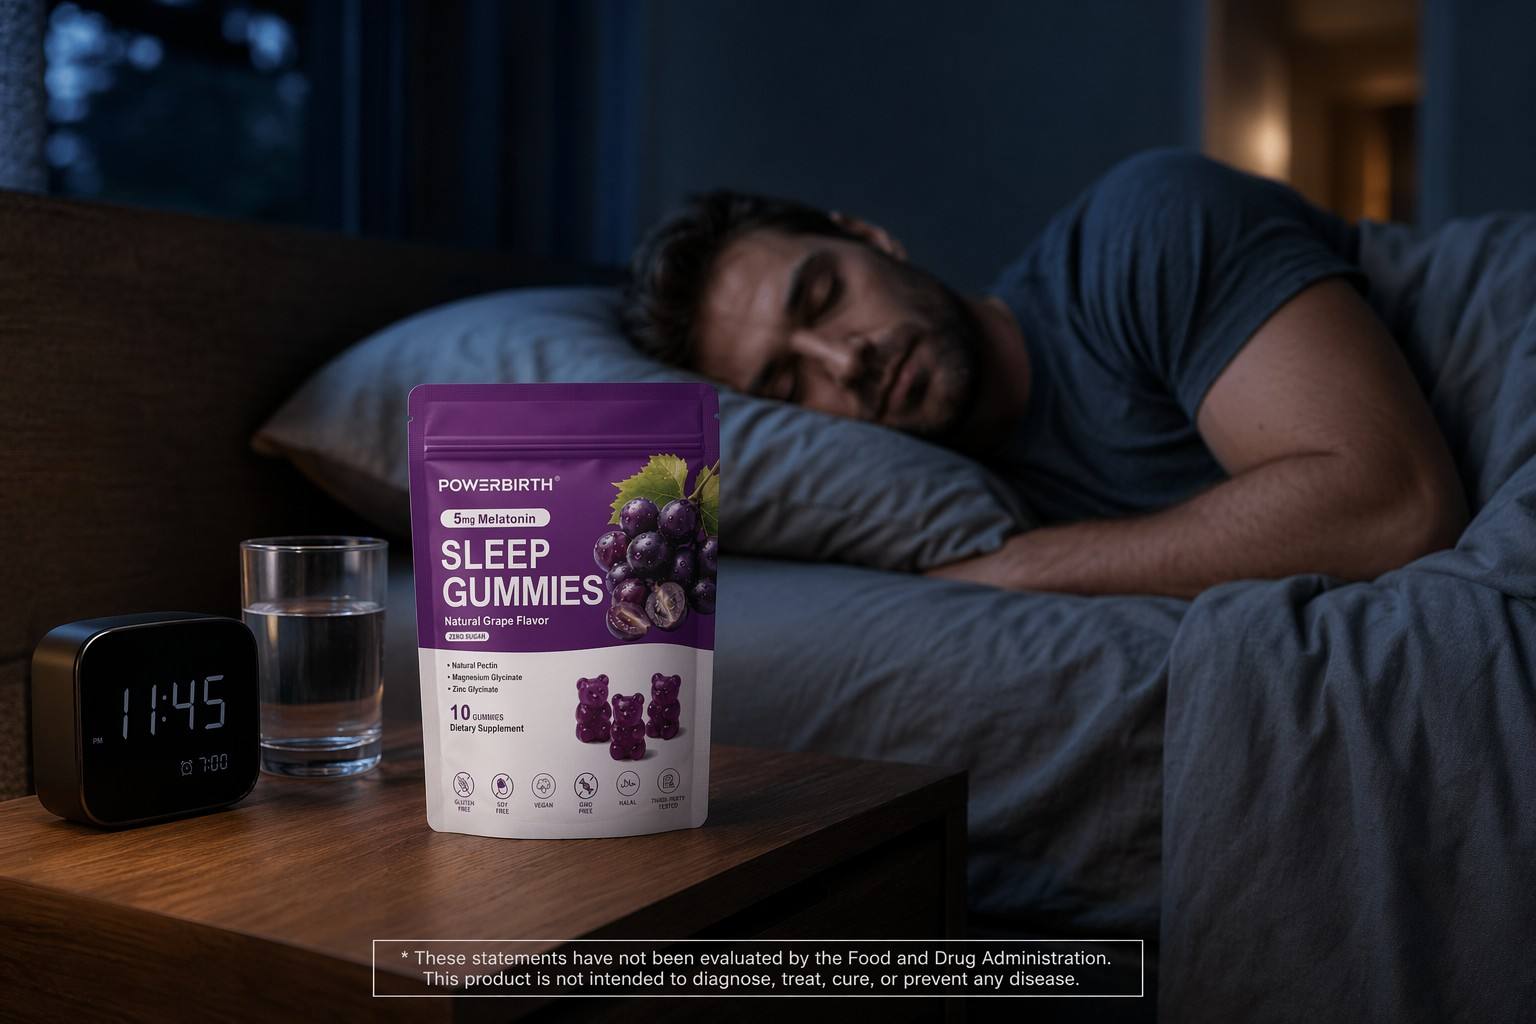 POWERBIRTH®
5mg Melatonin
SLEEP
GUMMIES
Natural Grape Flavor
ZERO SUGAR
• Natural Pectin
• Magnesium Glycinate
• Zinc Glycinate
10 GUMMIES
Dietary Supplement
GLUTEN FREE
SOY FREE
VEGAN
GMO FREE
HALAL
THIRD PARTY TESTED
11:45
PM
7:00
* These statements have not been evaluated by the Food and Drug Administration.
This product is not intended to diagnose, treat, cure, or prevent any disease.